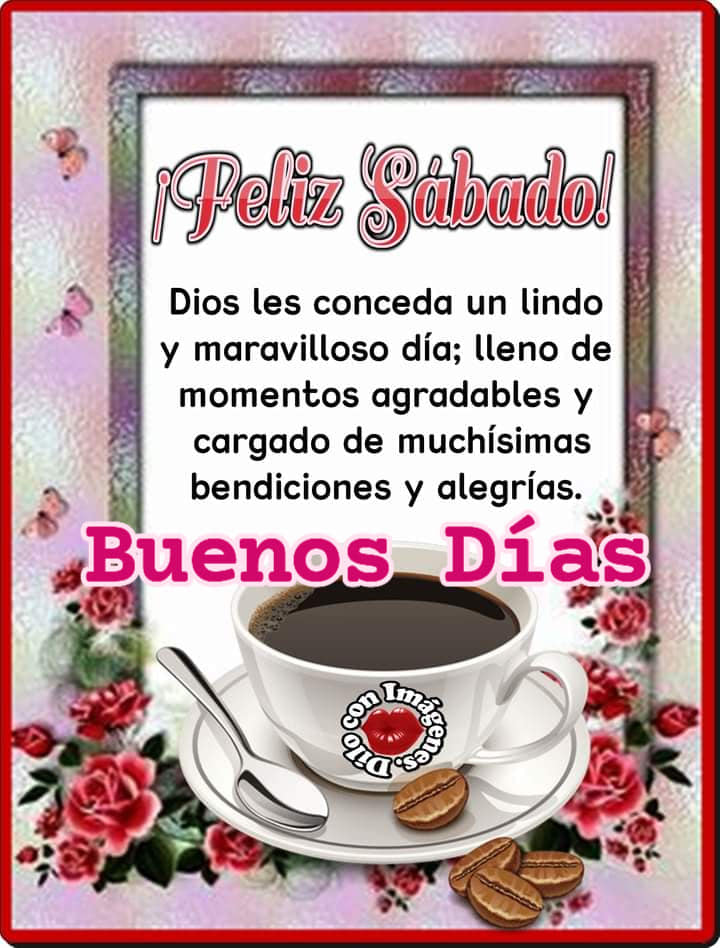 ¡Feliz Sábado!
Dios les conceda un lindo
y maravilloso día; lleno de
momentos agradables y
cargado de muchísimas
bendiciones y alegrías.
Buenos Días
Dilo con Imágenes.